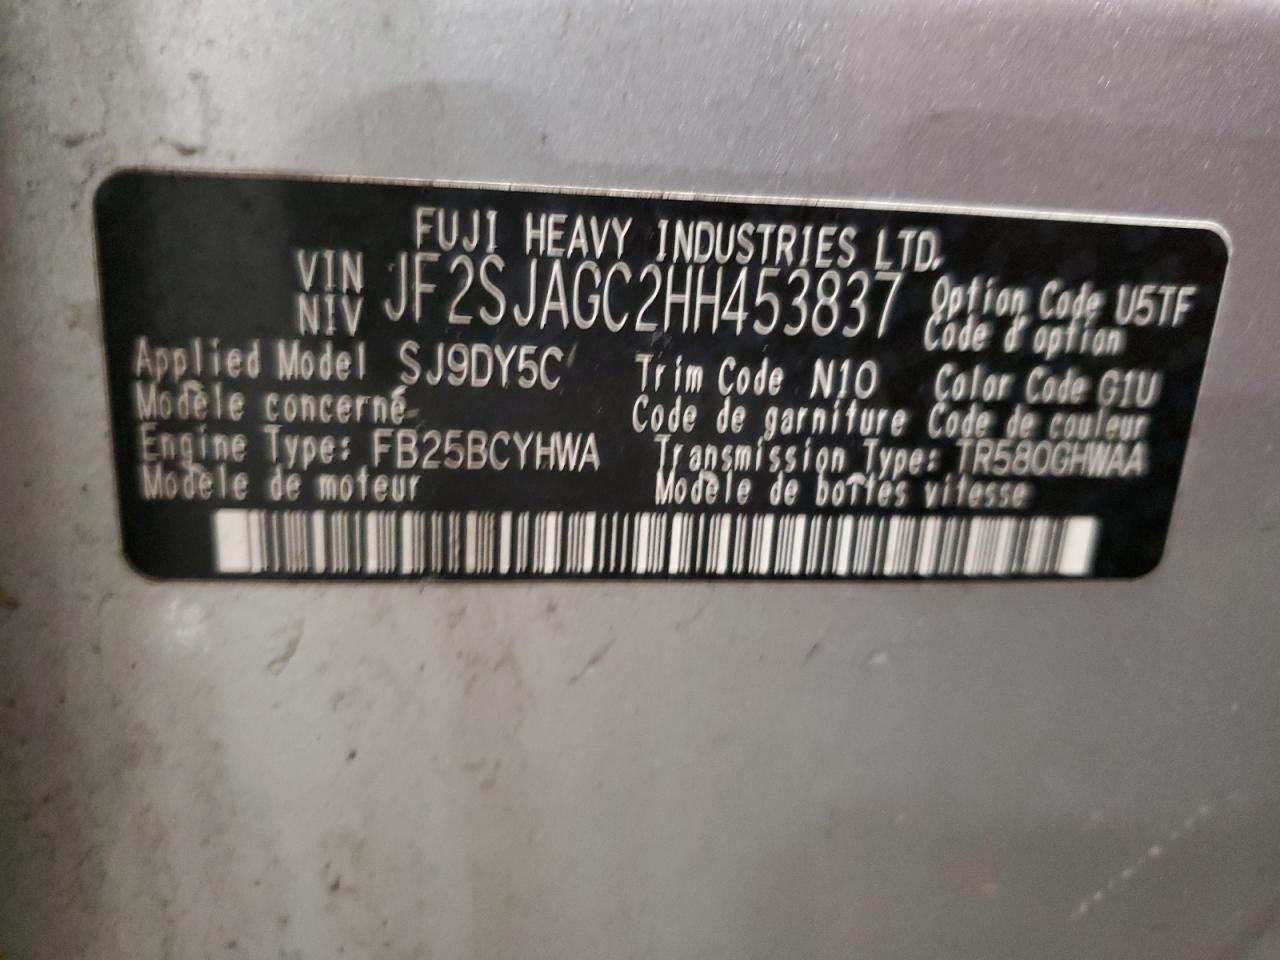 FUJI HEAVY INDUSTRIES LTD.
VIN JF2SJAGC2HH453837 Option Code U5TF
NIV Code d'option
Applied Model SJ9DY5C Trim Code N10 Color Code G1U
Modèle concerné Code de garniture Code de couleur
Engine Type: FB25BCYHWA Transmission Type: TR580GHWAA
Modèle de moteur Modèle de boîtes vitesse